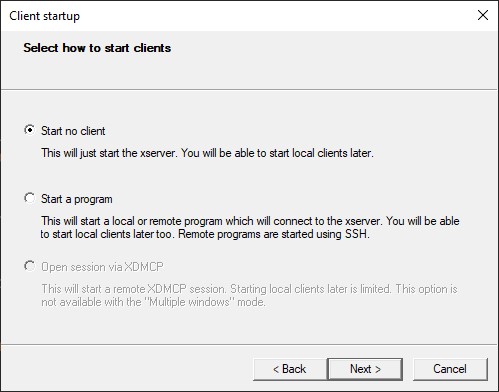 Client startup
Select how to start clients
Start no client
This will just start the xserver. You will be able to start local clients later.
Start a program
This will start a local or remote program which will connect to the xserver. You will be able
to start local clients later too. Remote programs are started using SSH.
Open session via XDMCP
This will start a remote XDMCP session. Starting local clients later is limited. This option is
not available with the "Multiple windows" mode.
< Back Next > Cancel